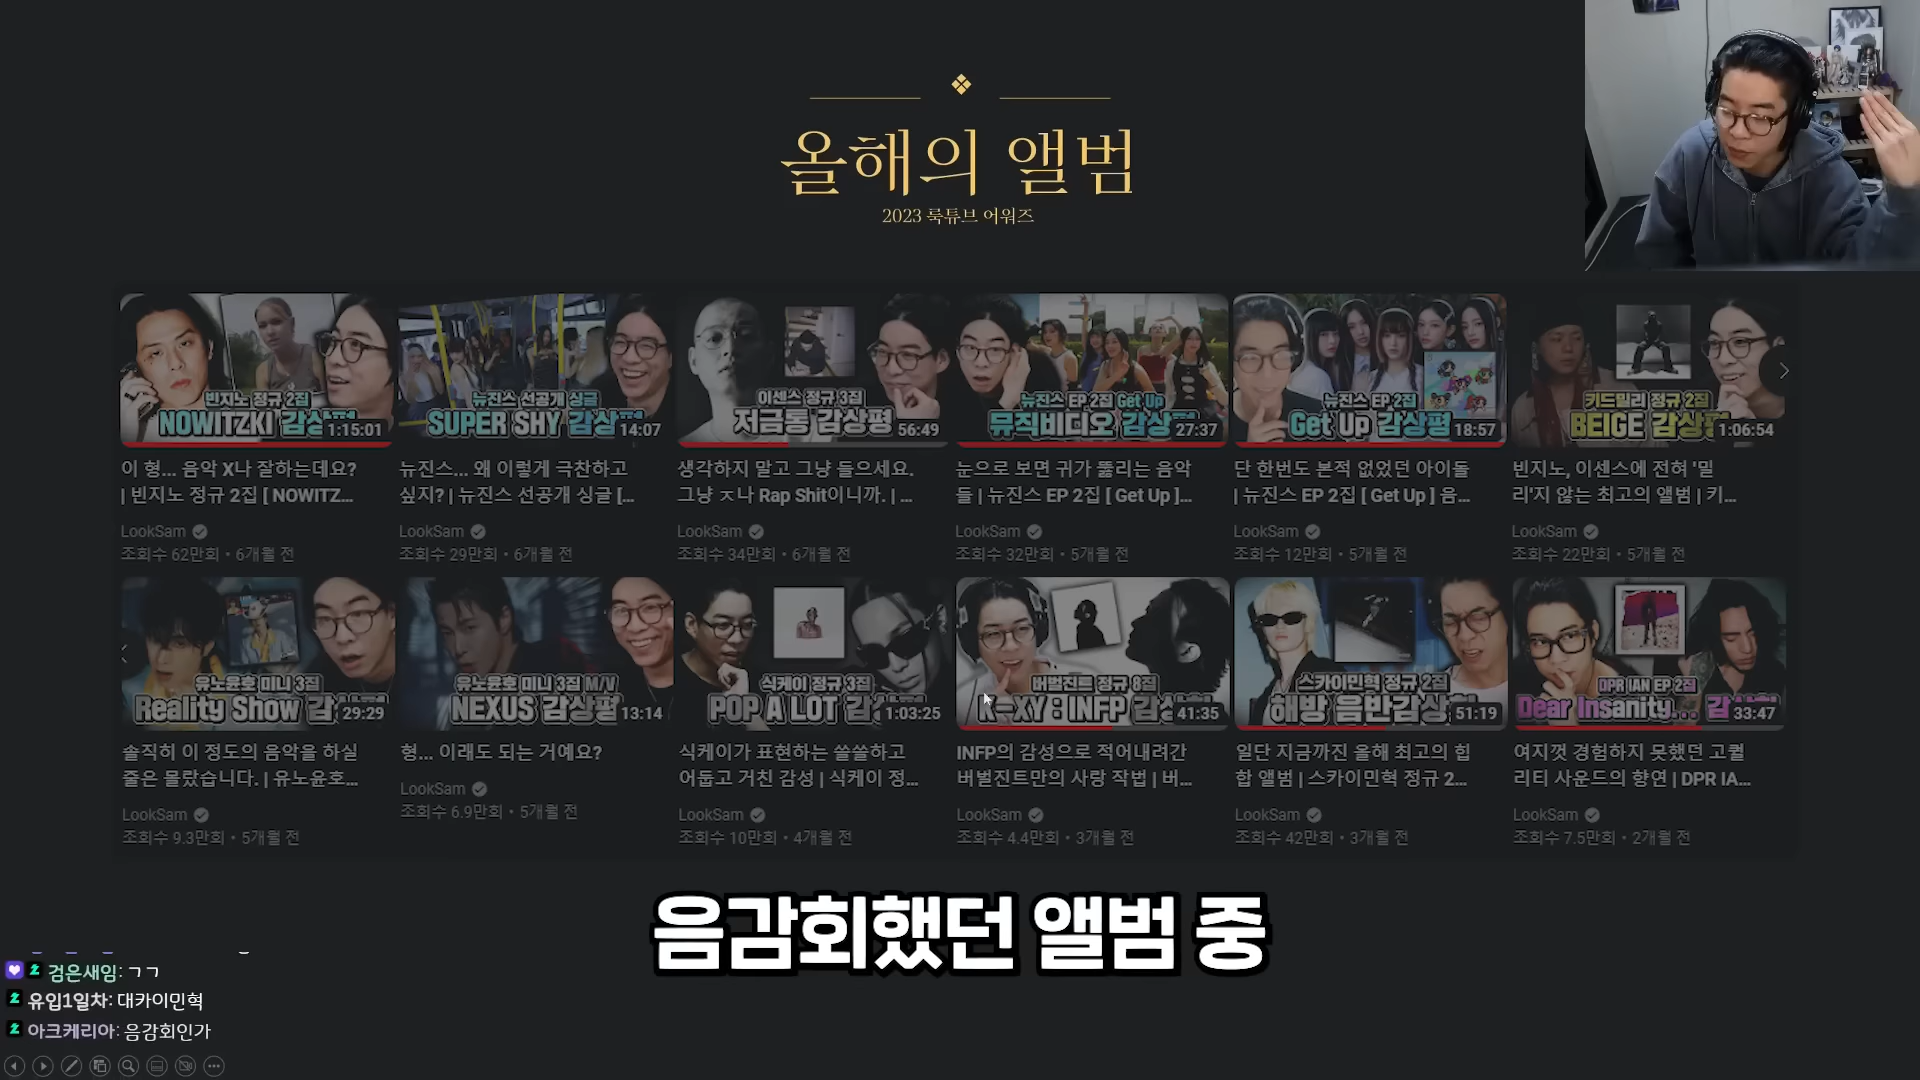 올해의 앨범
2023 룩튜브 어워즈
빈지노 정규 2집
NOWITZKI 감상평
1:15:01
뉴진스 선공개 싱글
SUPER SHY 감상평
14:07
이센스 정규 3집
저금통 감상평
56:49
뉴진스 EP 2집 Get Up
뮤직비디오 감상평
27:37
뉴진스 EP 2집
Get Up 감상평
18:57
키드밀리 정규 2집
BEIGE 감상평
1:06:54
이 형... 음악 X나 잘하는데요?
| 빈지노 정규 2집 [ NOWITZ...
LookSam
조회수 62만회 • 6개월 전
뉴진스... 왜 이렇게 극찬하고
싶지? | 뉴진스 선공개 싱글 [...
LookSam
조회수 29만회 • 6개월 전
생각하지 말고 그냥 들으세요.
그냥 ㅈ나 Rap Shit이니까. | ...
LookSam
조회수 34만회 • 6개월 전
눈으로 보면 귀가 뚫리는 음악
들 | 뉴진스 EP 2집 [ Get Up ]...
LookSam
조회수 32만회 • 5개월 전
단 한번도 본적 없었던 아이돌
| 뉴진스 EP 2집 [ Get Up ] 음...
LookSam
조회수 12만회 • 5개월 전
빈지노, 이센스에 전혀 '밀
리'지 않는 최고의 앨범 | 키...
LookSam
조회수 22만회 • 5개월 전
유노윤호 미니 3집
Reality Show 감
29:29
유노윤호 미니 3집 M/V
NEXUS 감상평
13:14
식케이 정규 3집
POP A LOT 감
1:03:25
버벌진트 정규 8집
K-XY : INFP 감상
41:35
스카이민혁 정규 2집
해방 음반감상
51:19
DPR IAN EP 2집
Dear Insanity... 감
33:47
솔직히 이 정도의 음악을 하실
줄은 몰랐습니다. | 유노윤호...
LookSam
조회수 9.3만회 • 5개월 전
형... 이래도 되는 거예요?
LookSam
조회수 6.9만회 • 5개월 전
식케이가 표현하는 쓸쓸하고
어둡고 거친 감성 | 식케이 정...
LookSam
조회수 10만회 • 4개월 전
INFP의 감성으로 적어내려간
버벌진트만의 사랑 작법 | 버...
LookSam
조회수 4.4만회 • 3개월 전
일단 지금까진 올해 최고의 힙
합 앨범 | 스카이민혁 정규 2...
LookSam
조회수 42만회 • 3개월 전
여지껏 경험하지 못했던 고퀄
리티 사운드의 향연 | DPR IA...
LookSam
조회수 7.5만회 • 2개월 전
음감회했던 앨범 중
검은새임: ㄱㄱ
유입1일차: 대카이민혁
아크케리아: 음감회인가